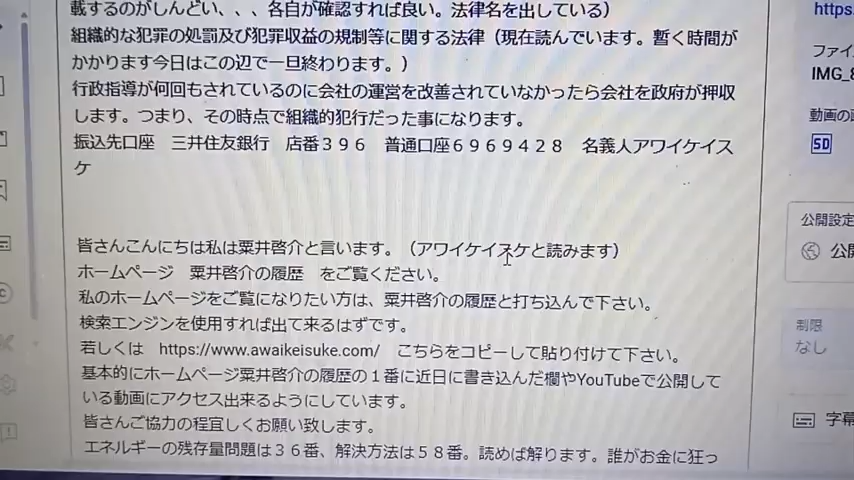 載するのがしんどい、、、各自が確認すれば良い。法律名を出している）
組織的な犯罪の処罰及び犯罪収益の規制等に関する法律（現在読んでいます。暫く時間が
かかります今日はこの辺で一旦終わります。）
行政指導が何回もされているのに会社の運営を改善されていなかったら会社を政府が押収
します。つまり、その時点で組織的犯行だった事になります。
振込先口座　三井住友銀行　店番３９６　普通口座６９６９４２８　名義人アワイケイス
ケ
皆さんこんにちは私は粟井啓介と言います。（アワイケイスケと読みます）
ホームページ　粟井啓介の履歴　をご覧ください。
私のホームページをご覧になりたい方は、粟井啓介の履歴と打ち込んで下さい。
検索エンジンを使用すれば出て来るはずです。
若しくは　https://www.awaikeisuke.com/　こちらをコピーして貼り付けて下さい。
基本的にホームページ粟井啓介の履歴の１番に近日に書き込んだ欄やYouTubeで公開して
いる動画にアクセス出来るようにしています。
皆さんご協力の程宜しくお願い致します。
エネルギーの残存量問題は３６番、解決方法は５８番。読めば解ります。誰がお金に狂っ
https:
ファイ
IMG_8
動画の
SD
公開設定
公
制限
なし
字幕